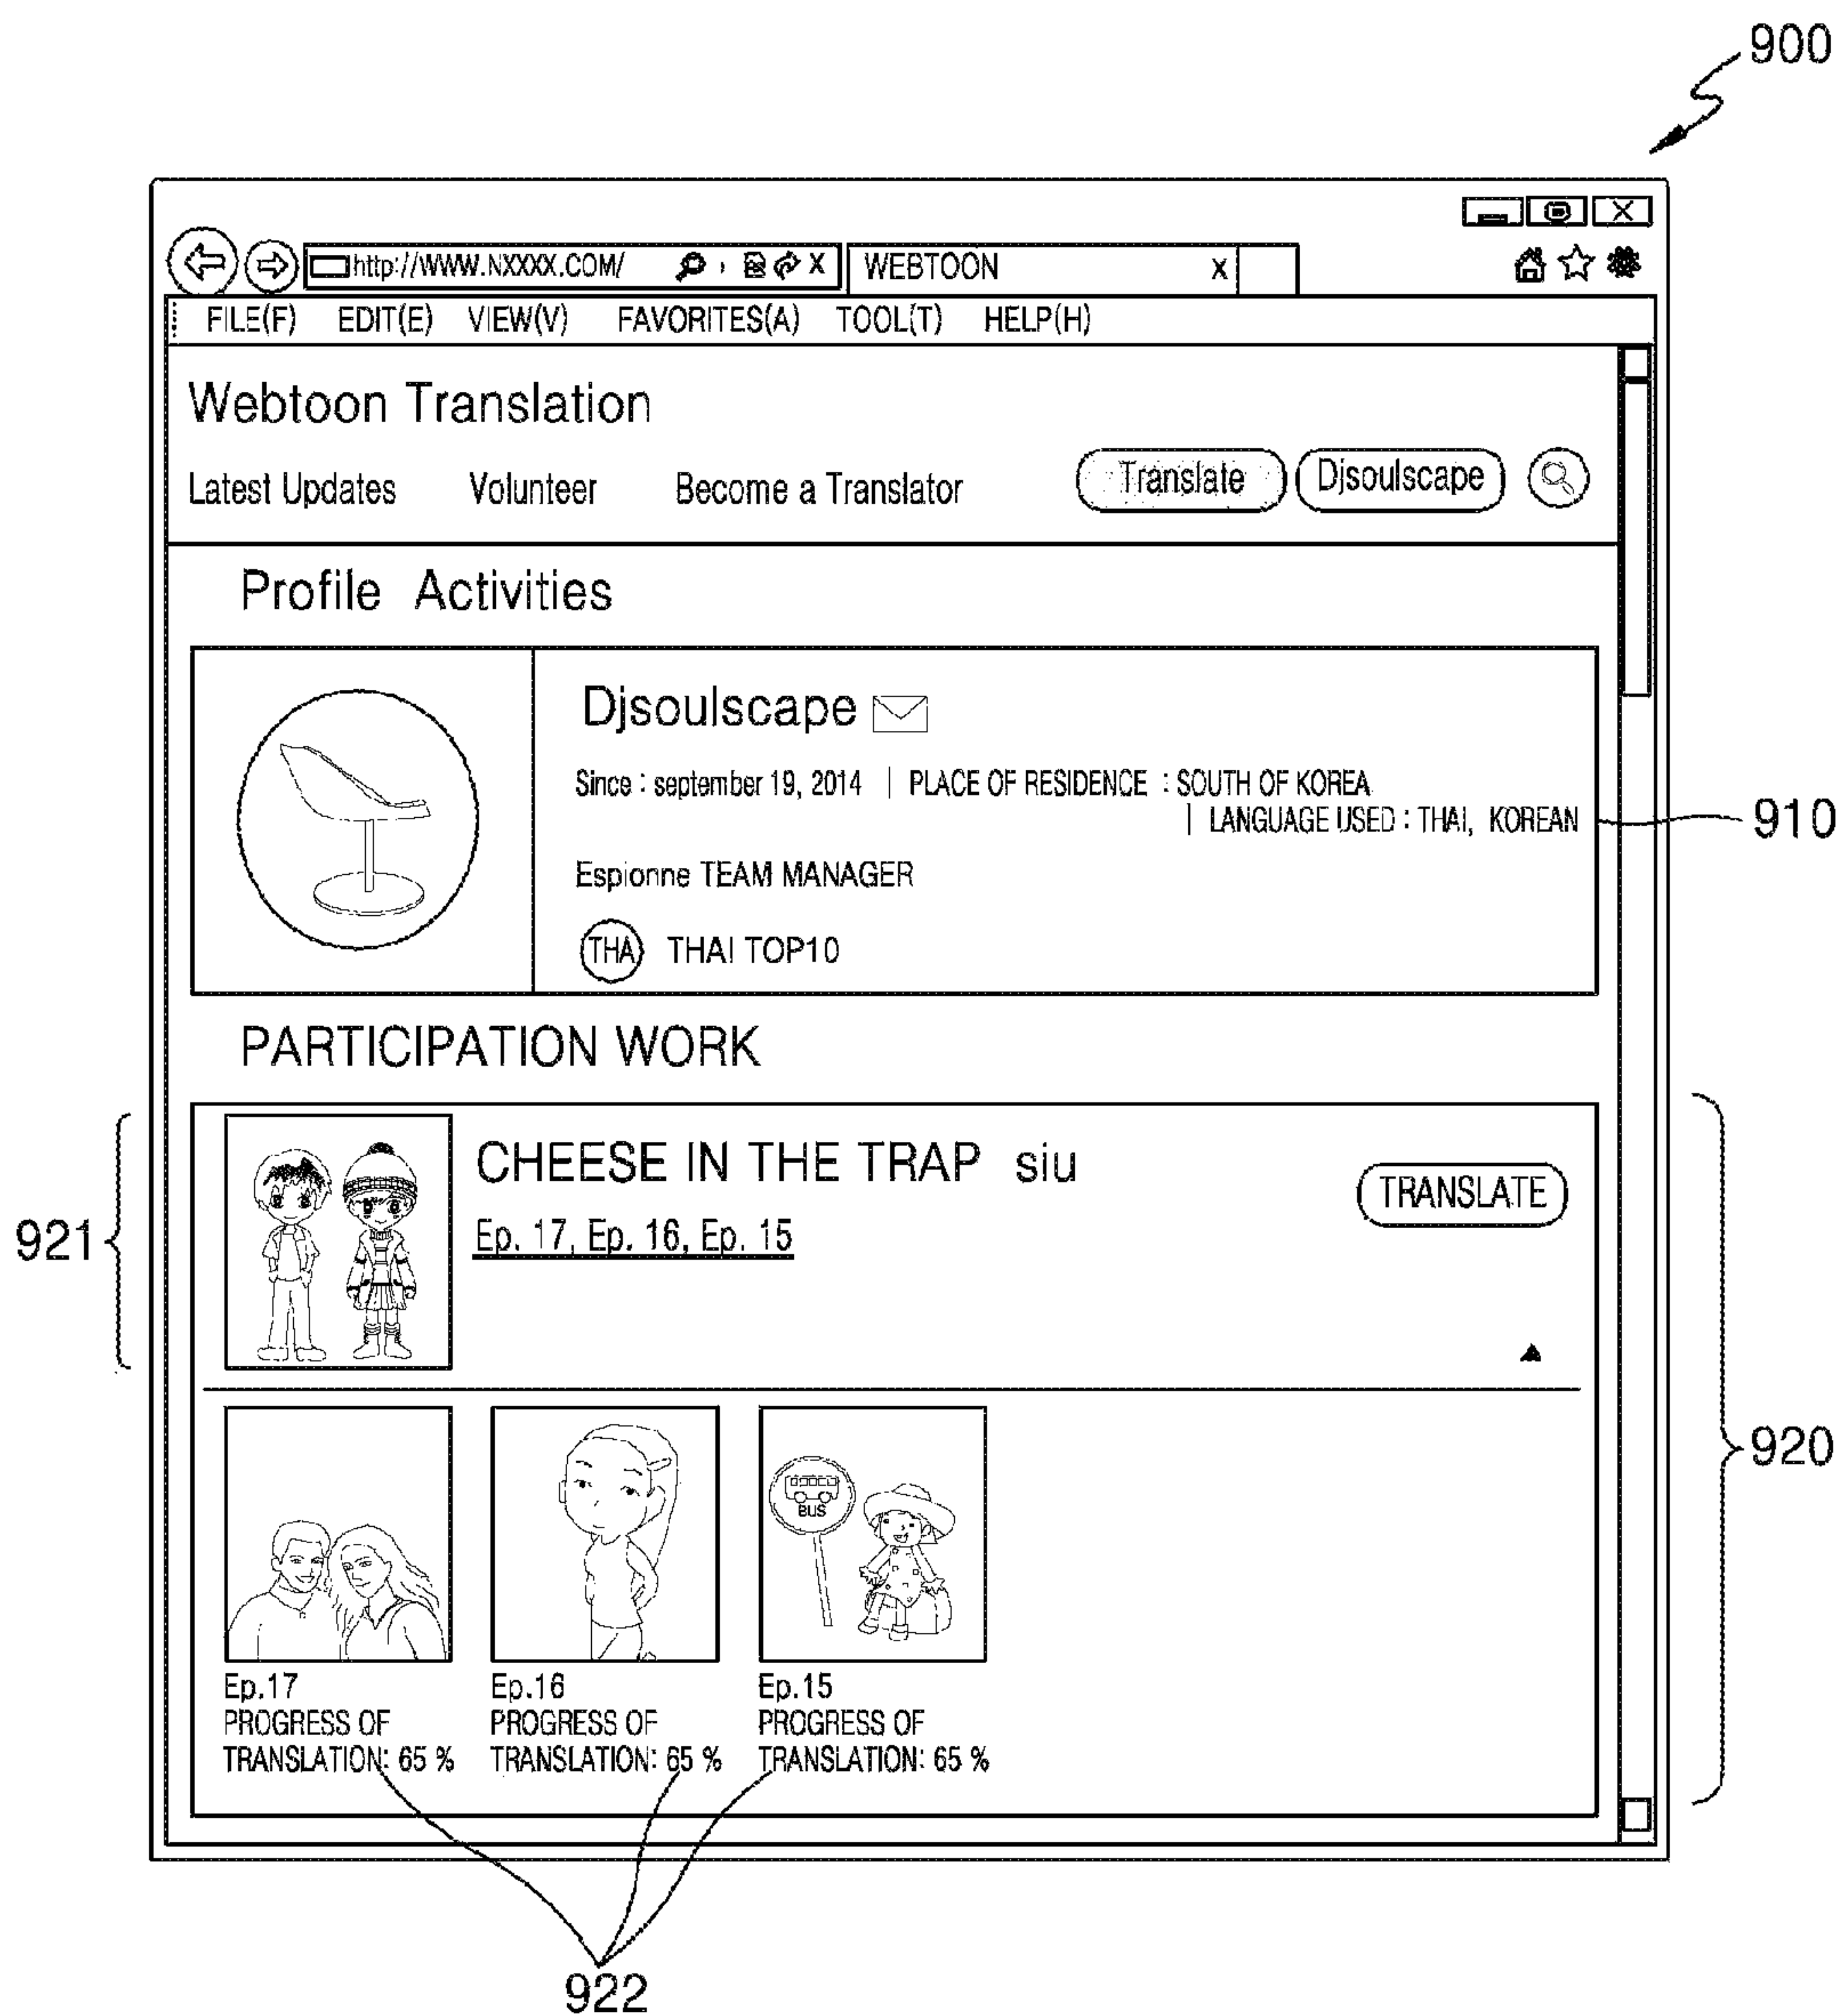 900
http://WWW.NXXXX.COM/ X WEBTOON X
FILE(F) EDIT(E) VIEW(V) FAVORITES(A) TOOL(T) HELP(H)
Webtoon Translation
Latest Updates Volunteer Become a Translator Translate Djsoulscape
Profile Activities
Djsoulscape
Since : september 19, 2014 | PLACE OF RESIDENCE : SOUTH OF KOREA
| LANGUAGE USED : THAI, KOREAN
910
Espionne TEAM MANAGER
THA THAI TOP10
PARTICIPATION WORK
CHEESE IN THE TRAP siu
TRANSLATE
Ep. 17, Ep. 16, Ep. 15
921
920
BUS
Ep.17
PROGRESS OF
TRANSLATION: 65 %
Ep.16
PROGRESS OF
TRANSLATION: 65 %
Ep.15
PROGRESS OF
TRANSLATION: 65 %
922